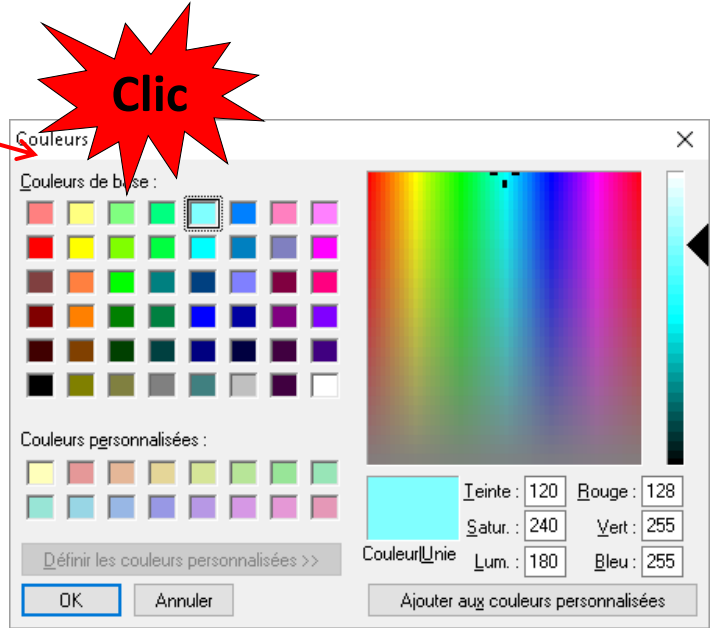 Clic
Couleurs
Couleurs de base :
Couleurs personnalisées :
Définir les couleurs personnalisées >>
OK Annuler
Couleur|Unie
Teinte : 120 Rouge : 128
Satur. : 240 Vert : 255
Lum. : 180 Bleu : 255
Ajouter aux couleurs personnalisées